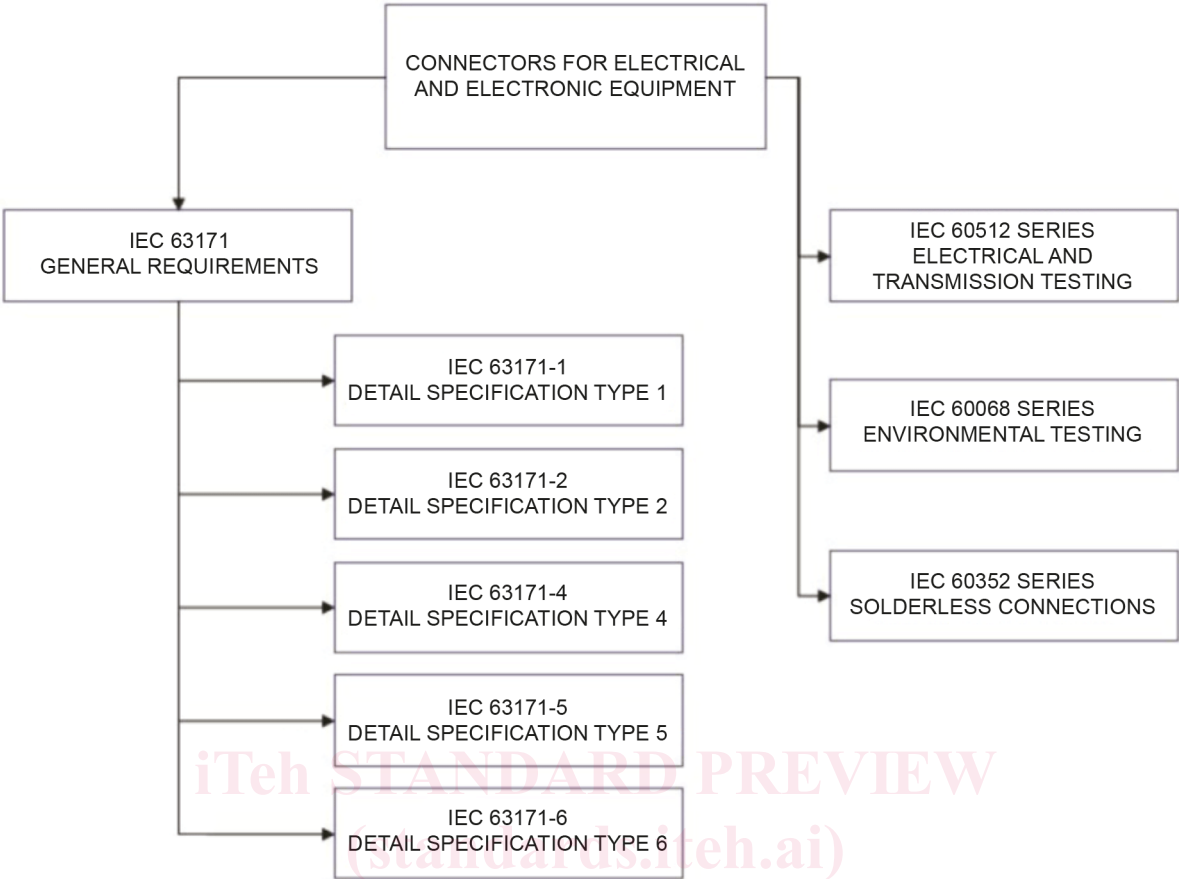 CONNECTORS FOR ELECTRICAL
AND ELECTRONIC EQUIPMENT
IEC 63171
GENERAL REQUIREMENTS
IEC 63171-1
DETAIL SPECIFICATION TYPE 1
IEC 63171-2
DETAIL SPECIFICATION TYPE 2
IEC 63171-4
DETAIL SPECIFICATION TYPE 4
IEC 63171-5
DETAIL SPECIFICATION TYPE 5
IEC 63171-6
DETAIL SPECIFICATION TYPE 6
IEC 60512 SERIES
ELECTRICAL AND
TRANSMISSION TESTING
IEC 60068 SERIES
ENVIRONMENTAL TESTING
IEC 60352 SERIES
SOLDERLESS CONNECTIONS
iTeh STANDARD PREVIEW
(standards.iteh.ai)